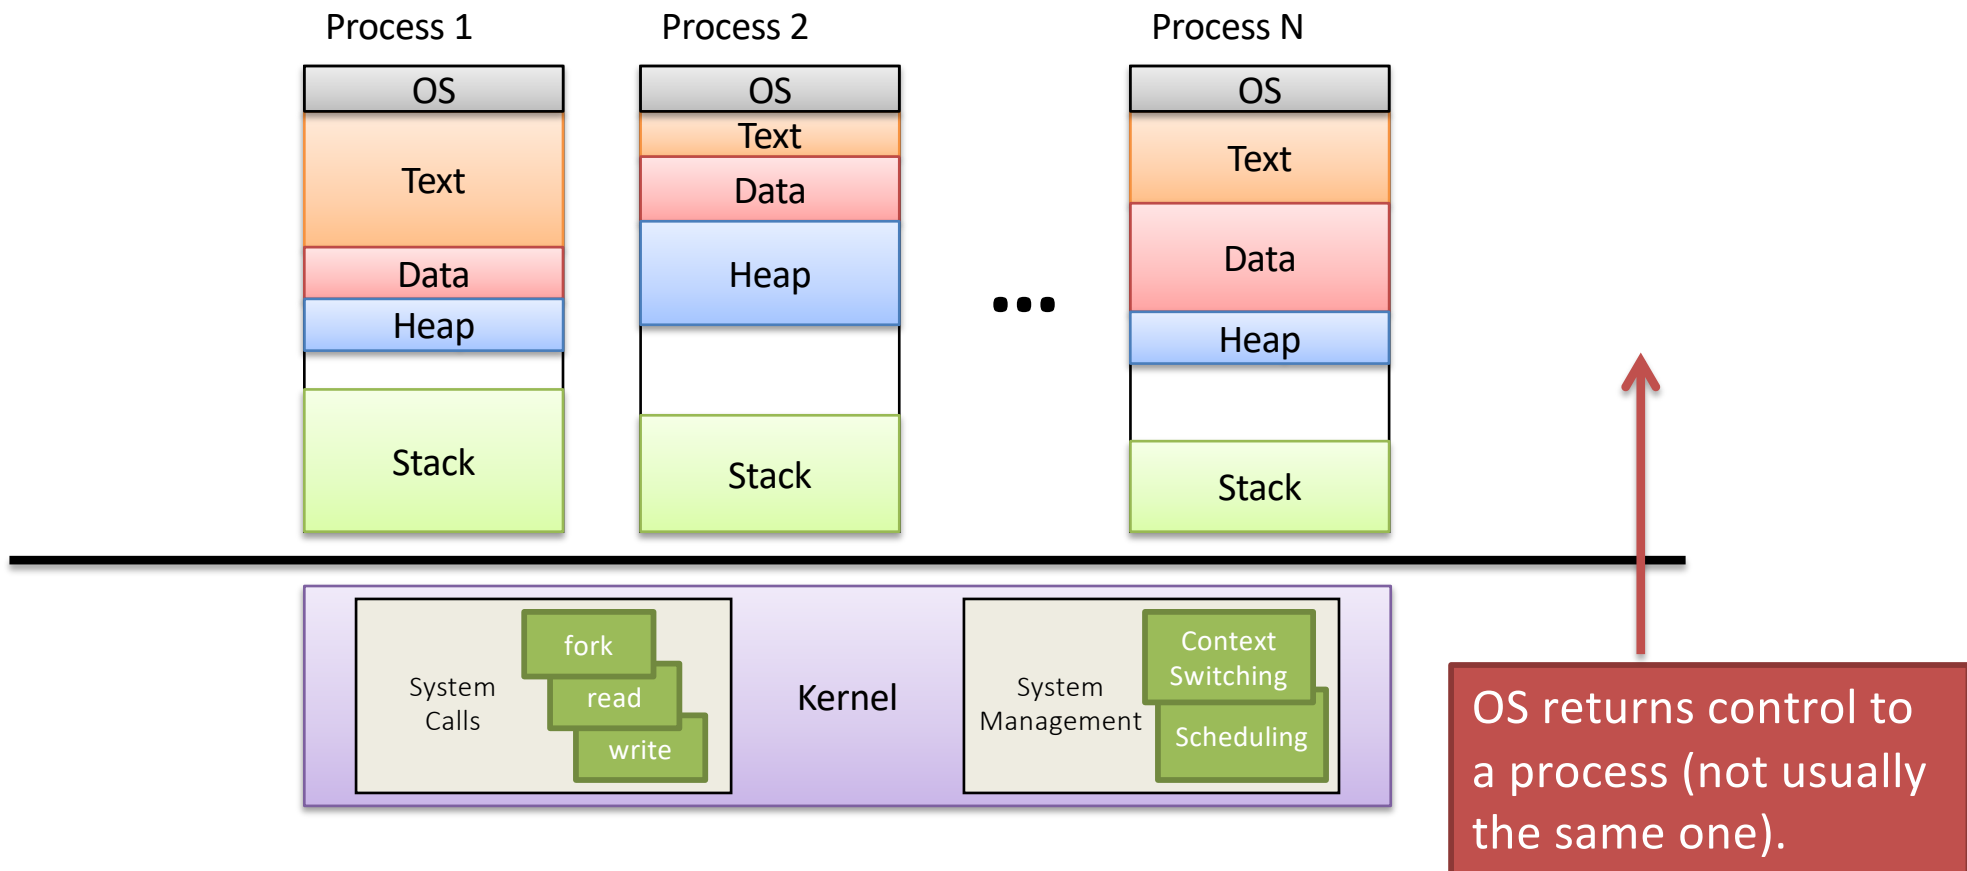 Process 1
Process 2
Process N
OS
Text
Data
Heap
Stack
OS
Text
Data
Heap
Stack
...
OS
Text
Data
Heap
Stack
System
Calls
fork
read
write
Kernel
System
Management
Context
Switching
Scheduling
OS returns control to
a process (not usually
the same one).